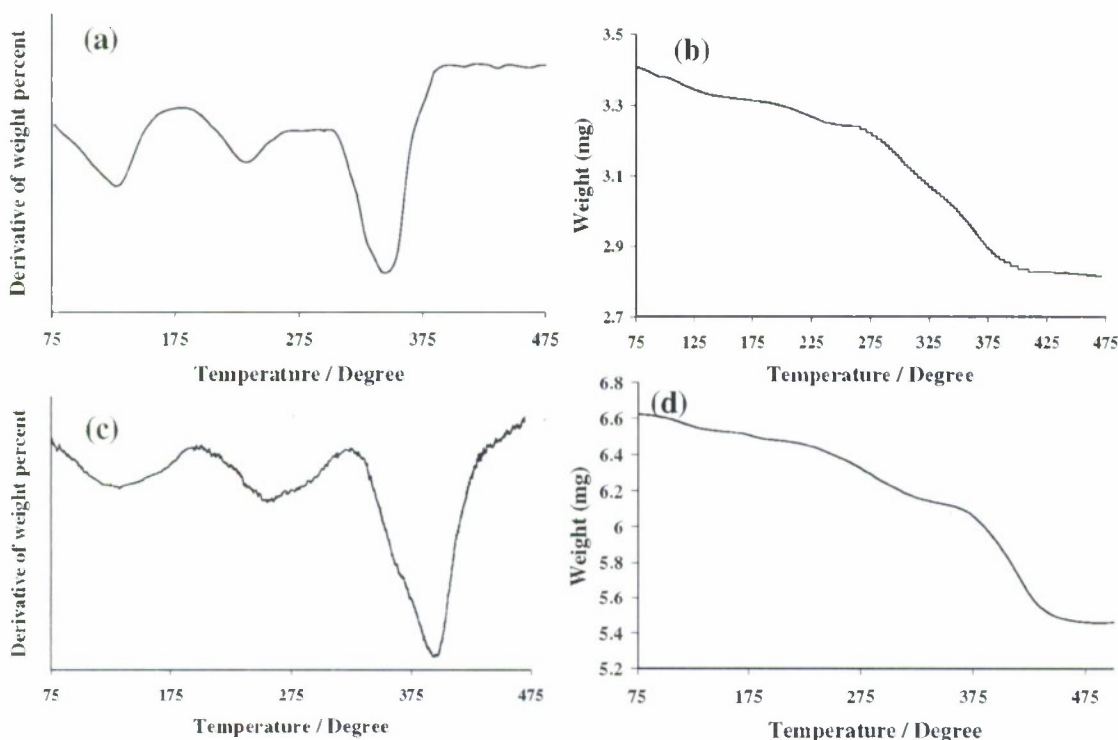 (a)
Derivative of weight percent
75 175 275 375 475
Temperature / Degree
(b)
Weight (mg)
3.5
3.3
3.1
2.9
2.7
75 125 175 225 275 325 375 425 475
Temperature / Degree
(c)
Derivative of weight percent
75 175 275 375 475
Temperature / Degree
(d)
Weight (mg)
6.8
6.6
6.4
6.2
6
5.8
5.6
5.4
5.2
75 175 275 375 475
Temperature / Degree